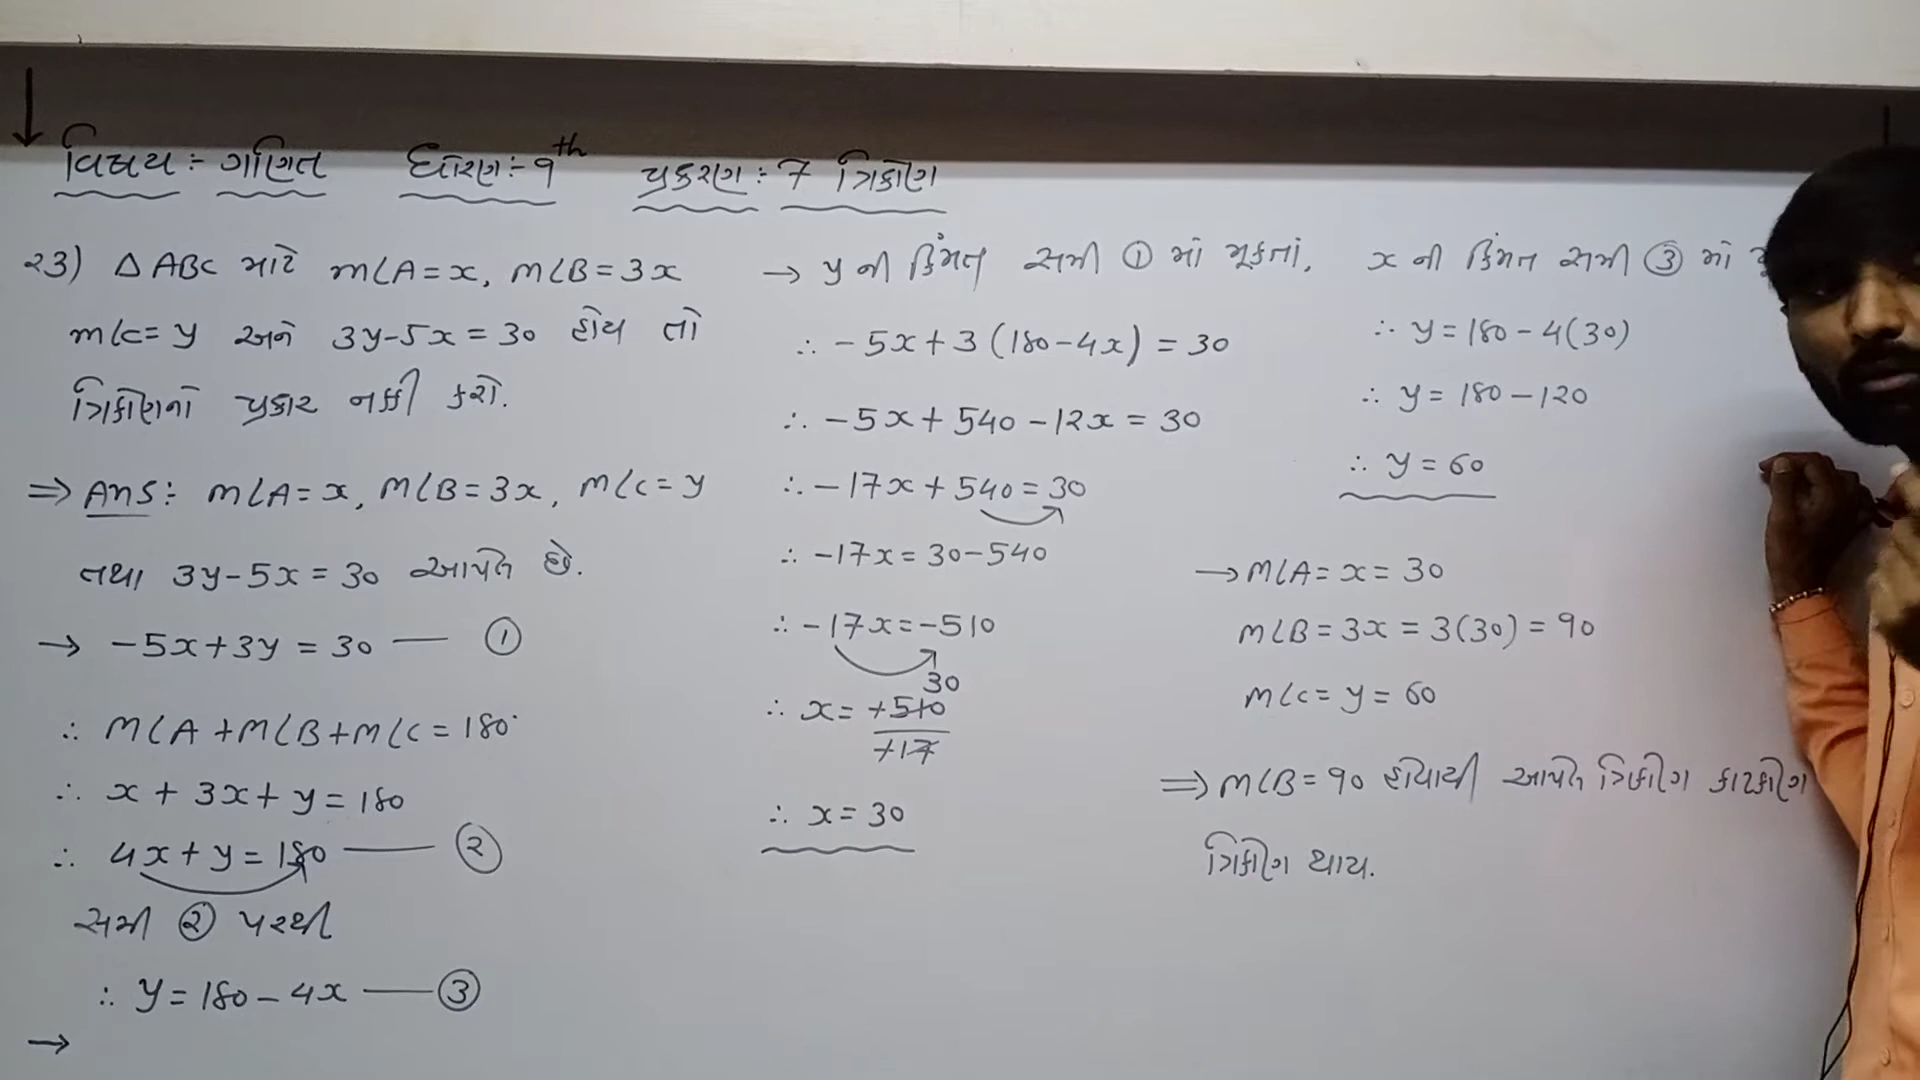 વિષય :- ગણિત ધોરણ :- 9th પ્રકરણ :- 7 ત્રિકોણ
23) △ABC માટે m∠A = x, m∠B = 3x
m∠C = y અને 3y-5x = 30 હોય તો
ત્રિકોણનો પ્રકાર નક્કી કરો.
⇒ Ans :- m∠A = x, m∠B = 3x, m∠C = y
તથા 3y-5x = 30 આપેલ છે.
→ -5x+3y = 30 — ①
∴ m∠A + m∠B + m∠C = 180°
∴ x + 3x + y = 180
∴ 4x + y = 180 — ②
સમી ② પરથી
∴ y = 180 - 4x — ③
→
→ y ની કિંમત સમી ① માં મૂકતાં,
∴ -5x + 3(180-4x) = 30
∴ -5x + 540 - 12x = 30
∴ -17x + 540 = 30
∴ -17x = 30-540
∴ -17x = -510
30
∴ x = +510
+17
∴ x = 30
x ની કિંમત સમી ③ માં
∴ y = 180 - 4(30)
∴ y = 180 - 120
∴ y = 60
→ m∠A = x = 30
m∠B = 3x = 3(30) = 90
m∠C = y = 60
⇒ m∠B = 90 હોવાથી આપેલ ત્રિકોણ કાટકોણ
ત્રિકોણ થાય.